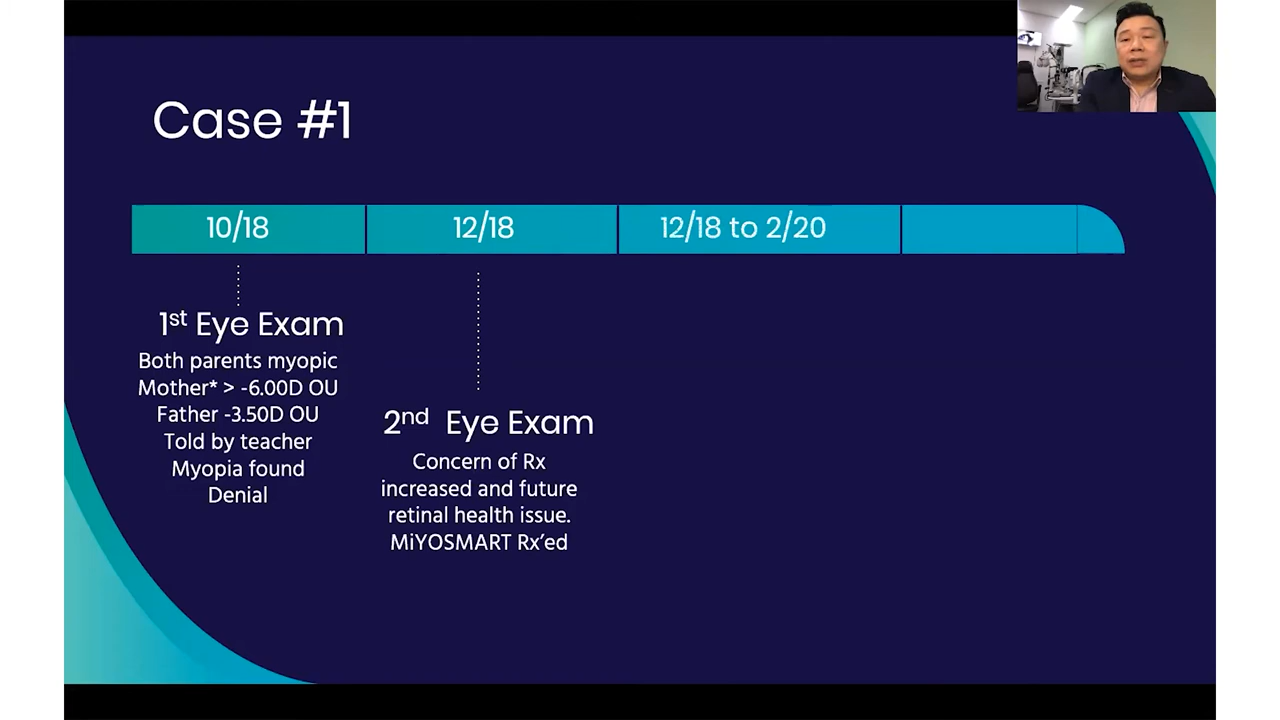 Case #1
10/18
12/18
12/18 to 2/20
1st Eye Exam
Both parents myopic
Mother* > -6.00D OU
Father -3.50D OU
Told by teacher
Myopia found
Denial
2nd Eye Exam
Concern of Rx
increased and future
retinal health issue.
MiYOSMART Rx’ed